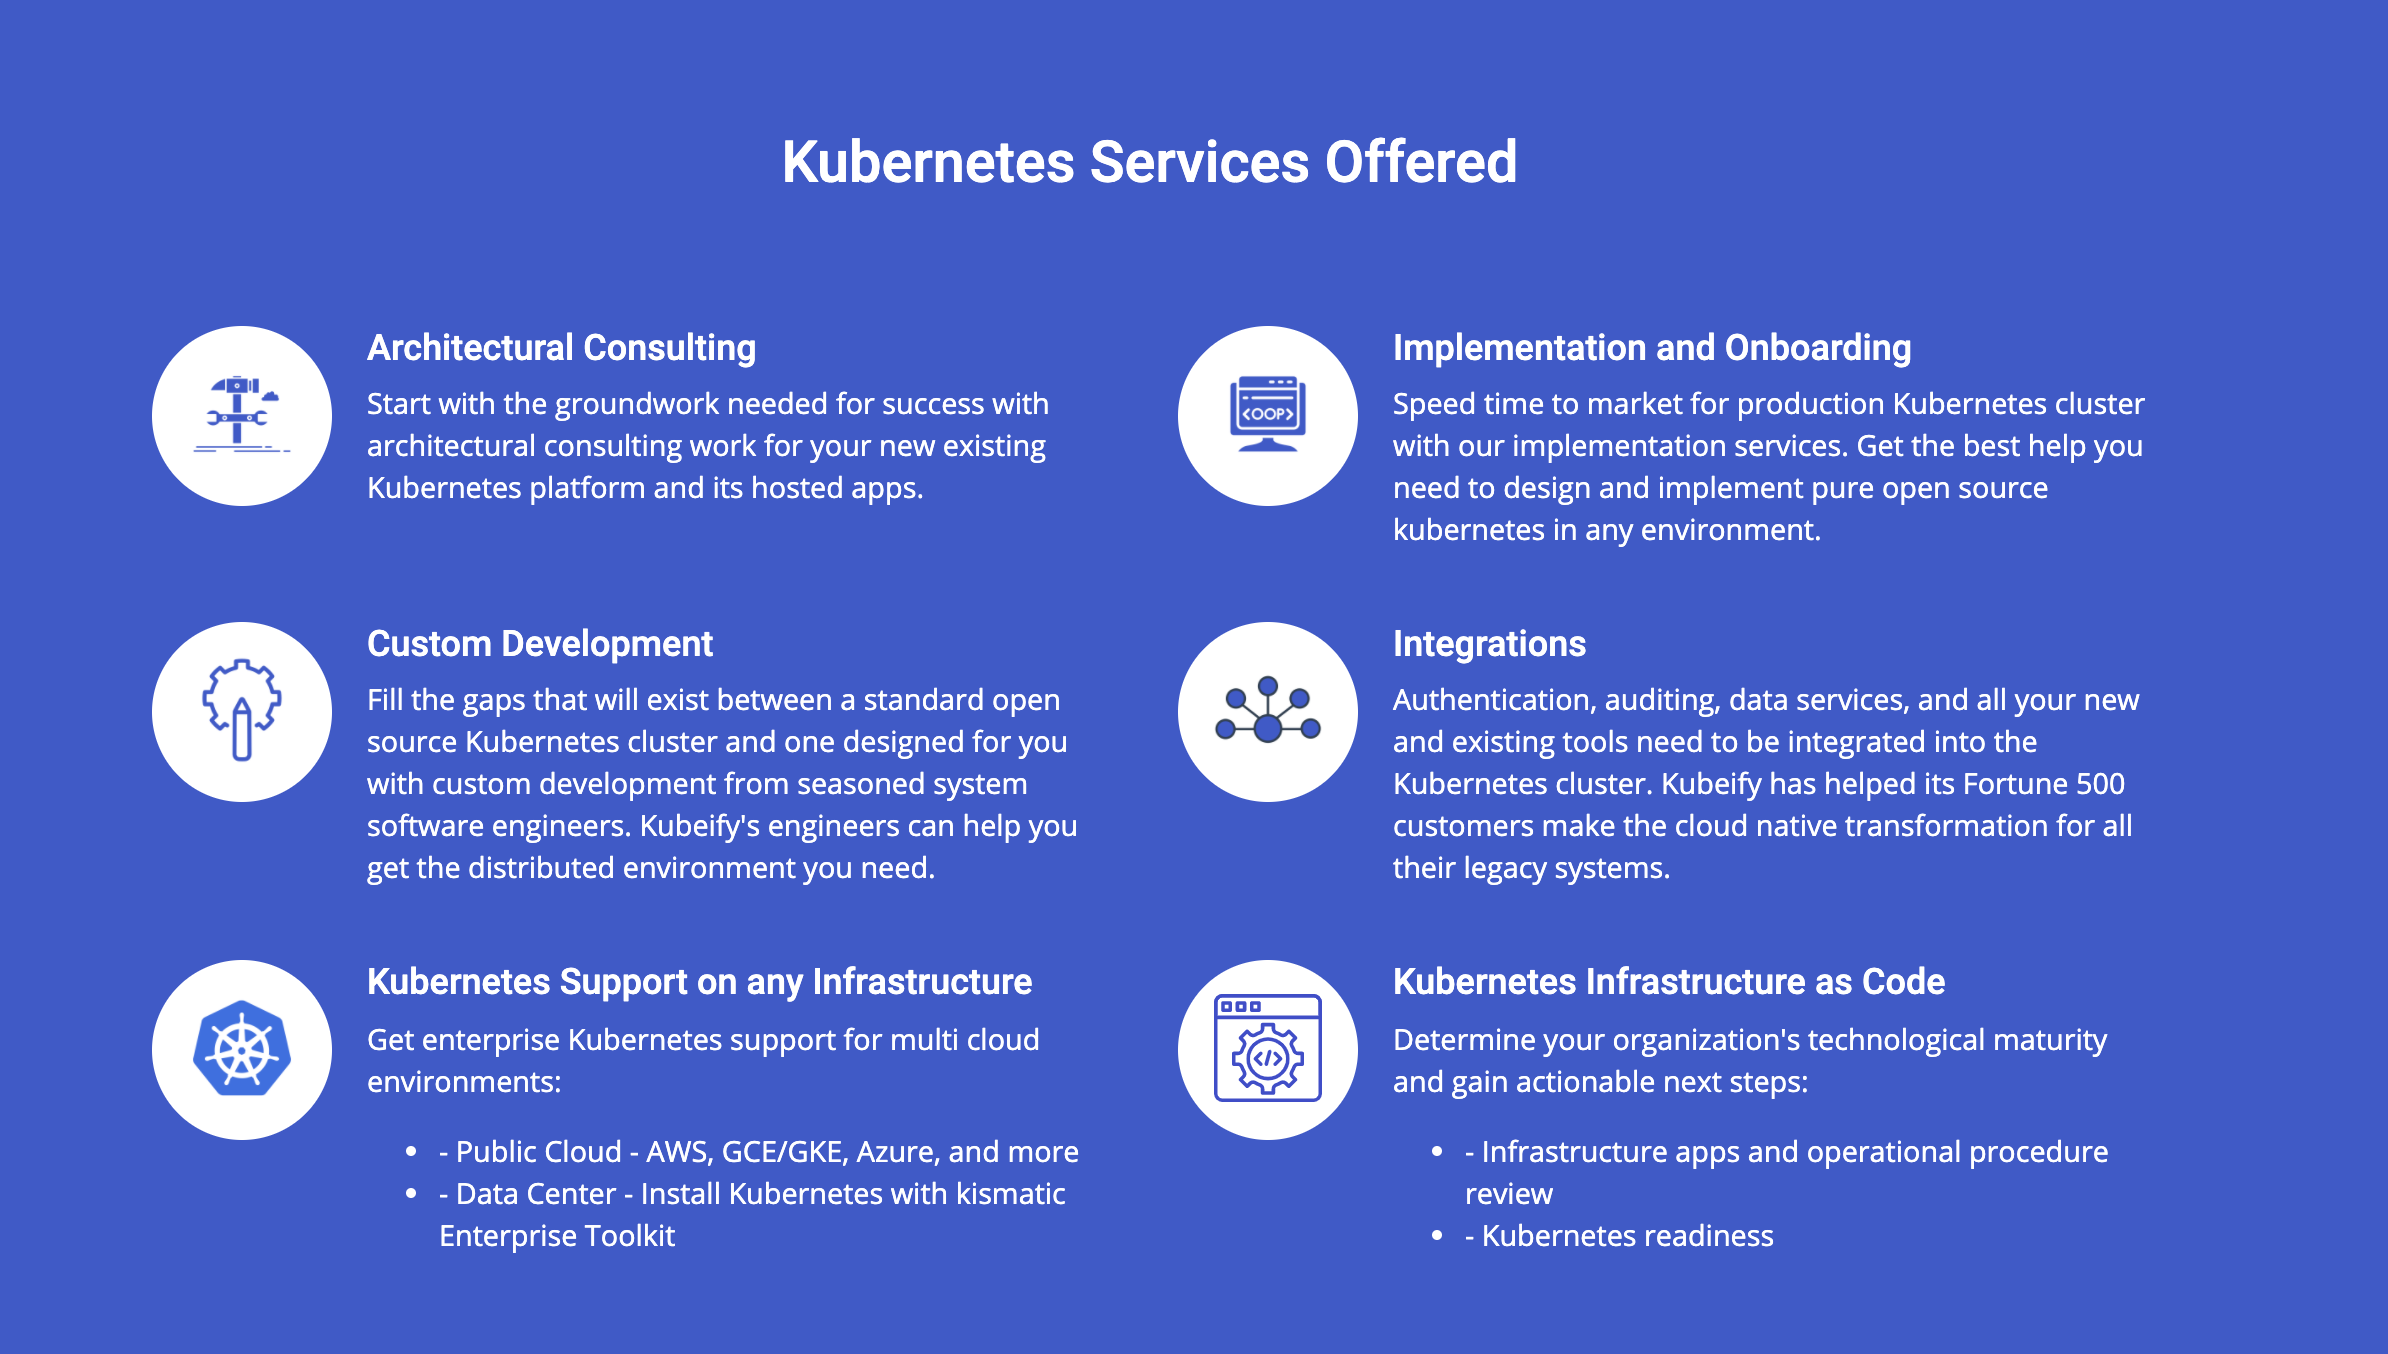 Kubernetes Services Offered
Architectural Consulting
Start with the groundwork needed for success with
architectural consulting work for your new existing
Kubernetes platform and its hosted apps.
<OOP>
Implementation and Onboarding
Speed time to market for production Kubernetes cluster
with our implementation services. Get the best help you
need to design and implement pure open source
kubernetes in any environment.
Custom Development
Fill the gaps that will exist between a standard open
source Kubernetes cluster and one designed for you
with custom development from seasoned system
software engineers. Kubeify's engineers can help you
get the distributed environment you need.
Integrations
Authentication, auditing, data services, and all your new
and existing tools need to be integrated into the
Kubernetes cluster. Kubeify has helped its Fortune 500
customers make the cloud native transformation for all
their legacy systems.
Kubernetes Support on any Infrastructure
Get enterprise Kubernetes support for multi cloud
environments:
• - Public Cloud - AWS, GCE/GKE, Azure, and more
• - Data Center - Install Kubernetes with kismatic
Enterprise Toolkit
</>
Kubernetes Infrastructure as Code
Determine your organization's technological maturity
and gain actionable next steps:
• - Infrastructure apps and operational procedure
review
• - Kubernetes readiness